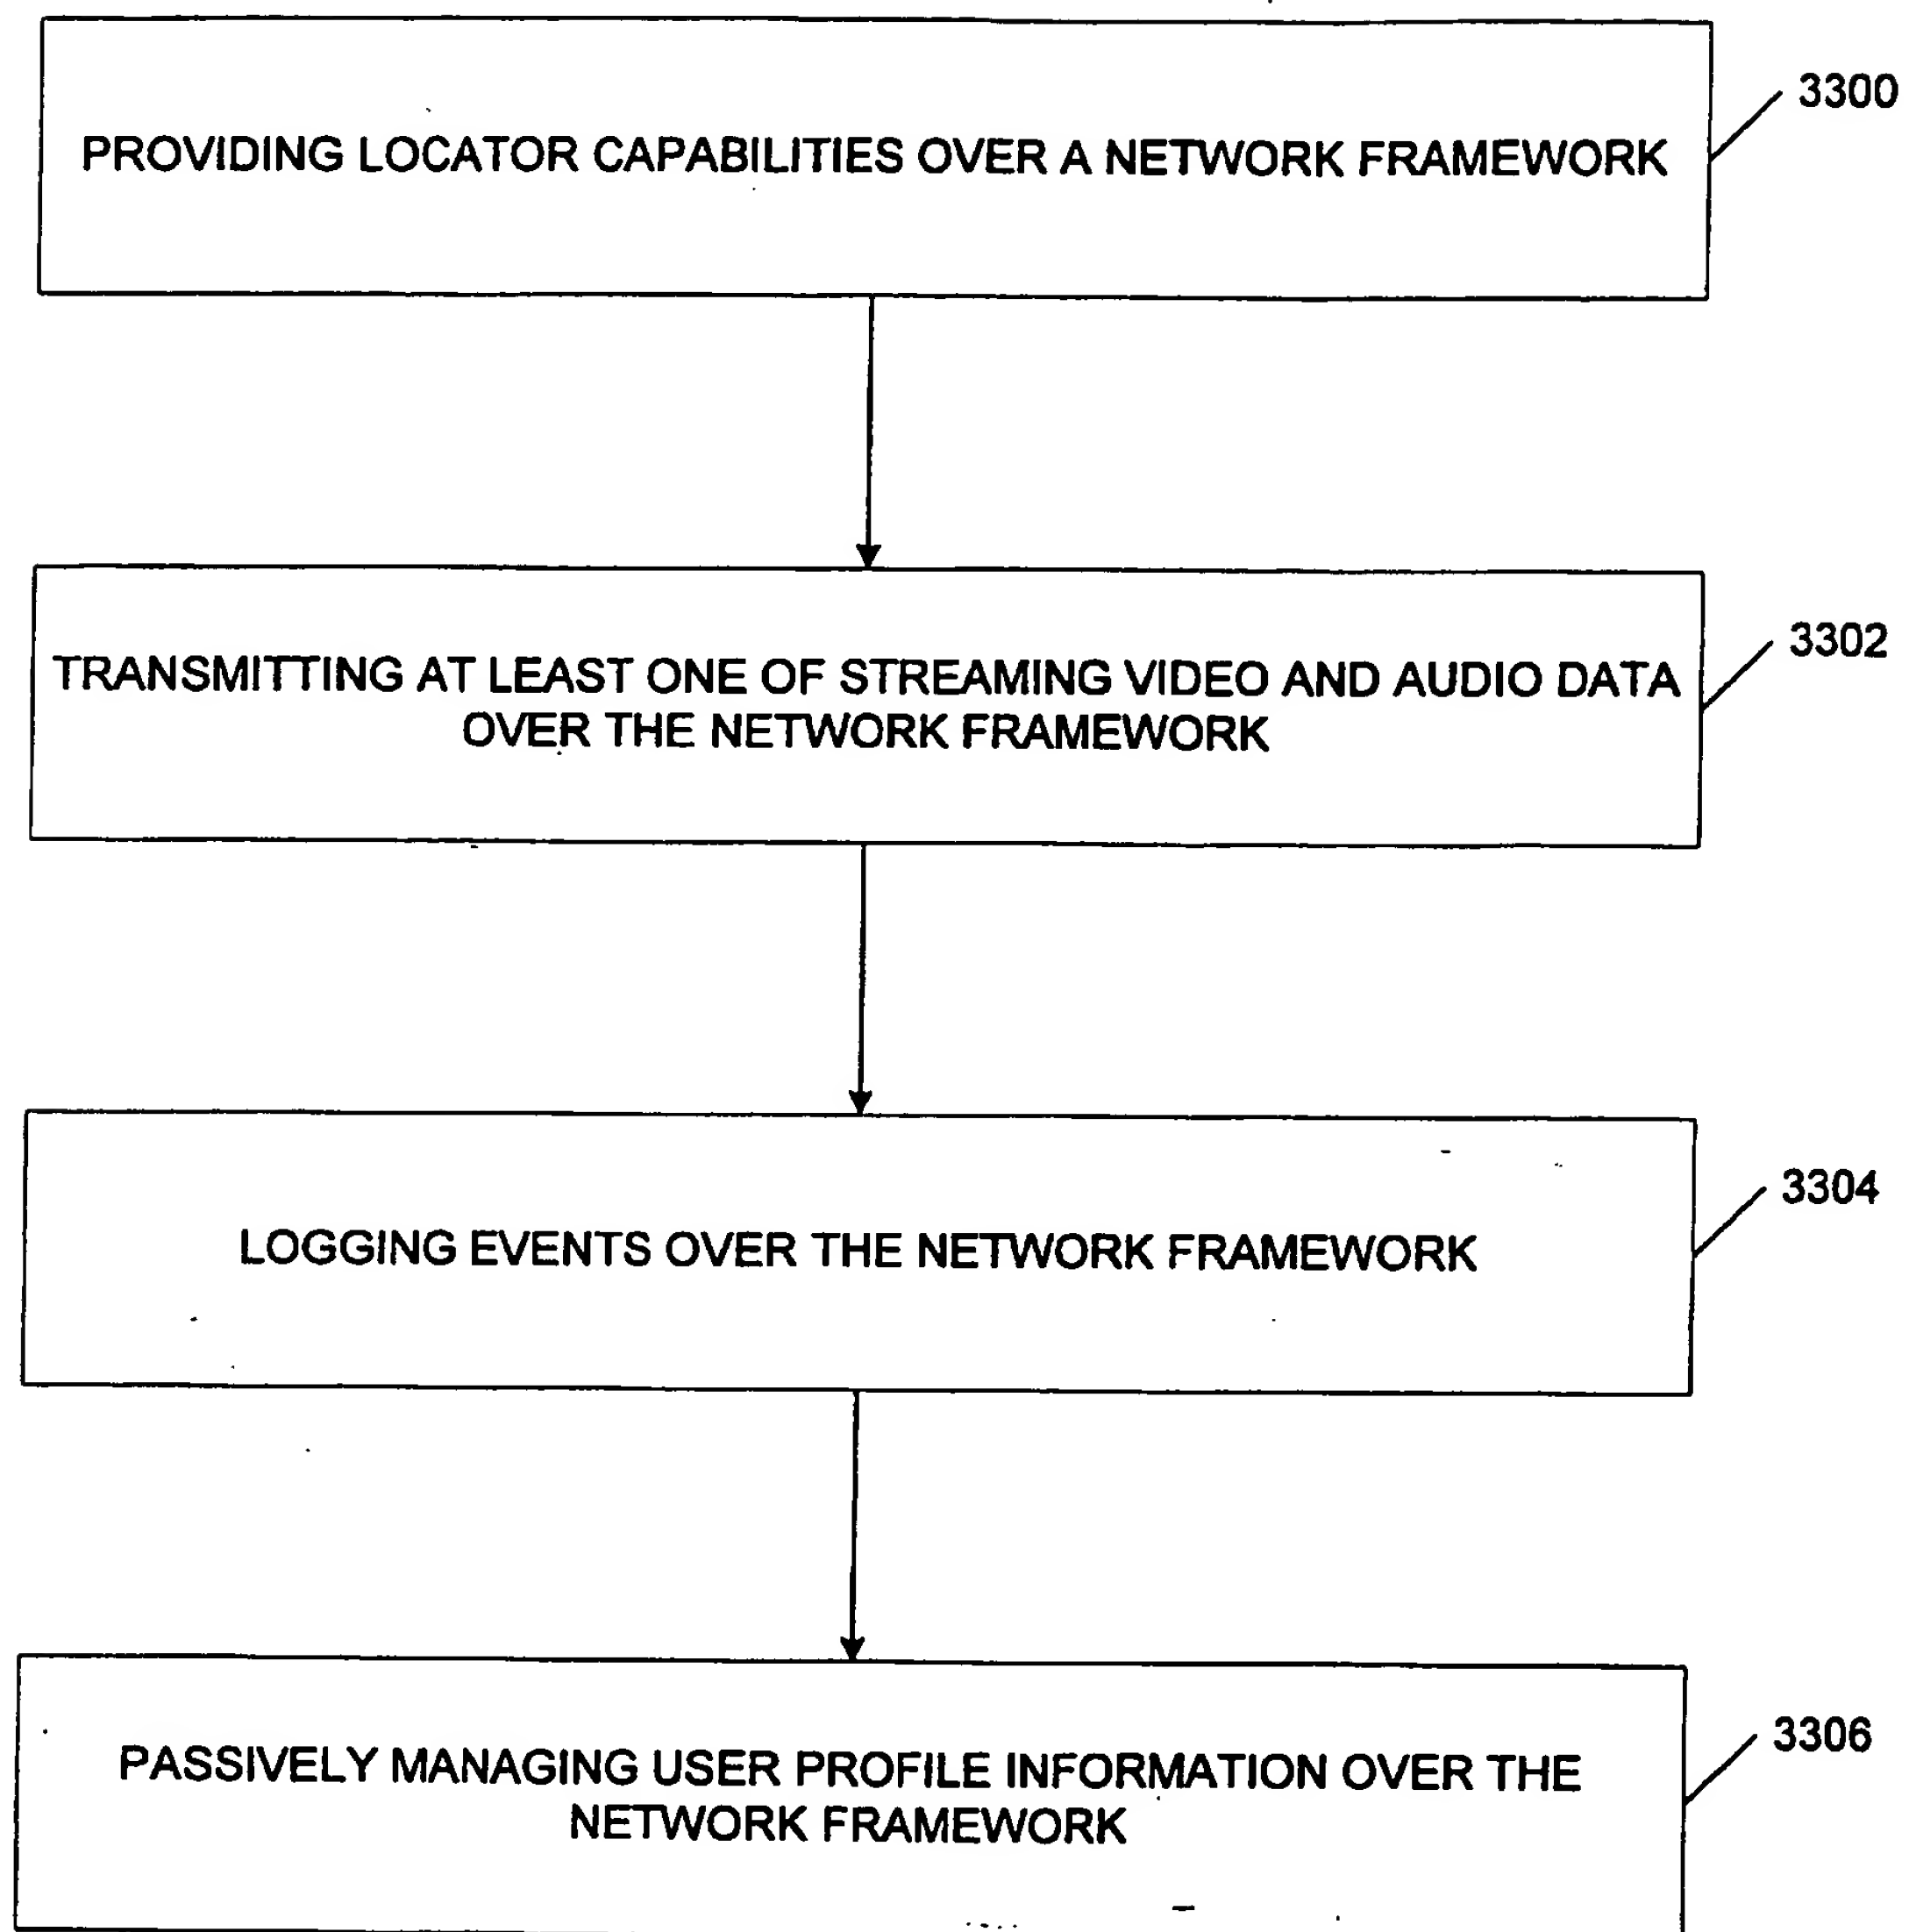 3300
PROVIDING LOCATOR CAPABILITIES OVER A NETWORK FRAMEWORK
3302
TRANSMITTING AT LEAST ONE OF STREAMING VIDEO AND AUDIO DATA
OVER THE NETWORK FRAMEWORK
3304
LOGGING EVENTS OVER THE NETWORK FRAMEWORK
3306
PASSIVELY MANAGING USER PROFILE INFORMATION OVER THE
NETWORK FRAMEWORK